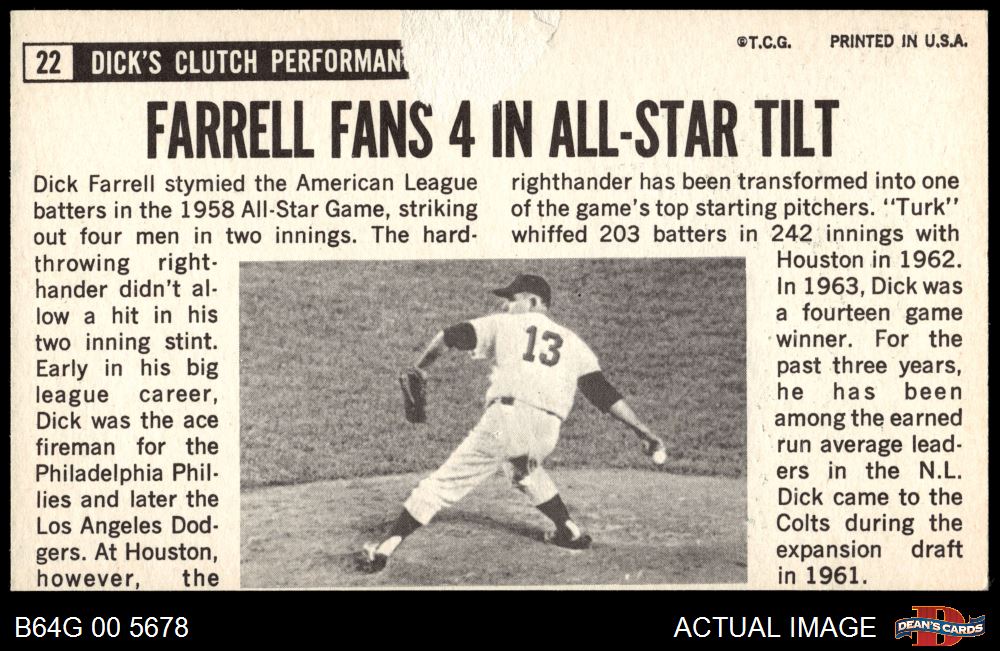 22 DICK'S CLUTCH PERFORMAN
©T.C.G. PRINTED IN U.S.A.
FARRELL FANS 4 IN ALL-STAR TILT
Dick Farrell stymied the American League
batters in the 1958 All-Star Game, striking
out four men in two innings. The hard-
throwing right-
hander didn't al-
low a hit in his
two inning stint.
Early in his big
league career,
Dick was the ace
fireman for the
Philadelphia Phil-
lies and later the
Los Angeles Dod-
gers. At Houston,
however, the
righthander has been transformed into one
of the game's top starting pitchers. "Turk"
whiffed 203 batters in 242 innings with
Houston in 1962.
In 1963, Dick was
a fourteen game
winner. For the
past three years,
he has been
among the earned
run average lead-
ers in the N.L.
Dick came to the
Colts during the
expansion draft
in 1961.
13
B64G 00 5678
ACTUAL IMAGE
DEAN'S CARDS